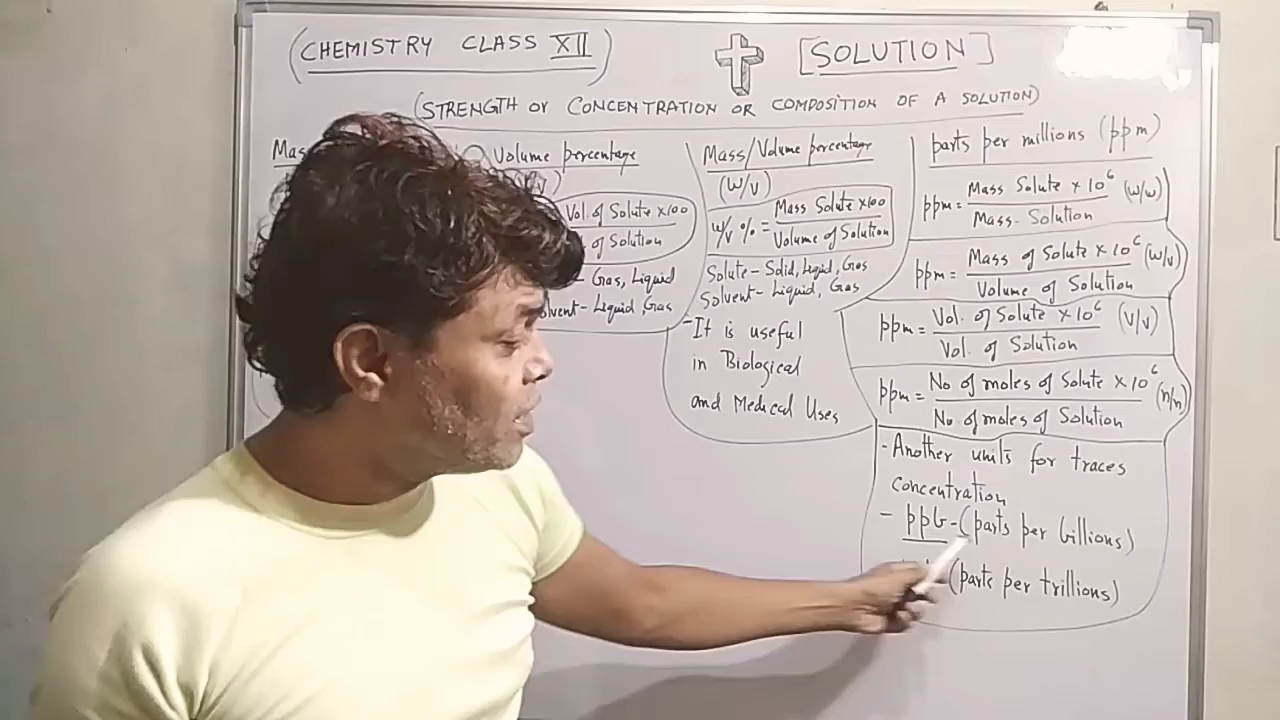 (CHEMISTRY CLASS XII)
[SOLUTION]
(STRENGTH or CONCENTRATION OR COMPOSITION OF A SOLUTION)
Volume percentage
Vol. of Solute x100
of Solution
- Gas, Liquid
- Liquid, Gas
Mass/Volume percentage
(W/V)
W/V % = Mass Solute x100
Volume of Solution
Solute - Solid, Liquid, Gas
Solvent - Liquid, Gas
- It is useful
in Biological
and Medical Uses
parts per millions (ppm)
ppm = Mass Solute x 10⁶ (w/w)
Mass - Solution
ppm = Mass of Solute x 10⁶ (w/v)
Volume of Solution
ppm = Vol. of Solute x 10⁶ (V/V)
Vol. of Solution
ppm = No of moles of Solute x 10⁶ (n/n)
No of moles of Solution
- Another units for traces
concentration
- ppb - (parts per billions)
(parts per trillions)